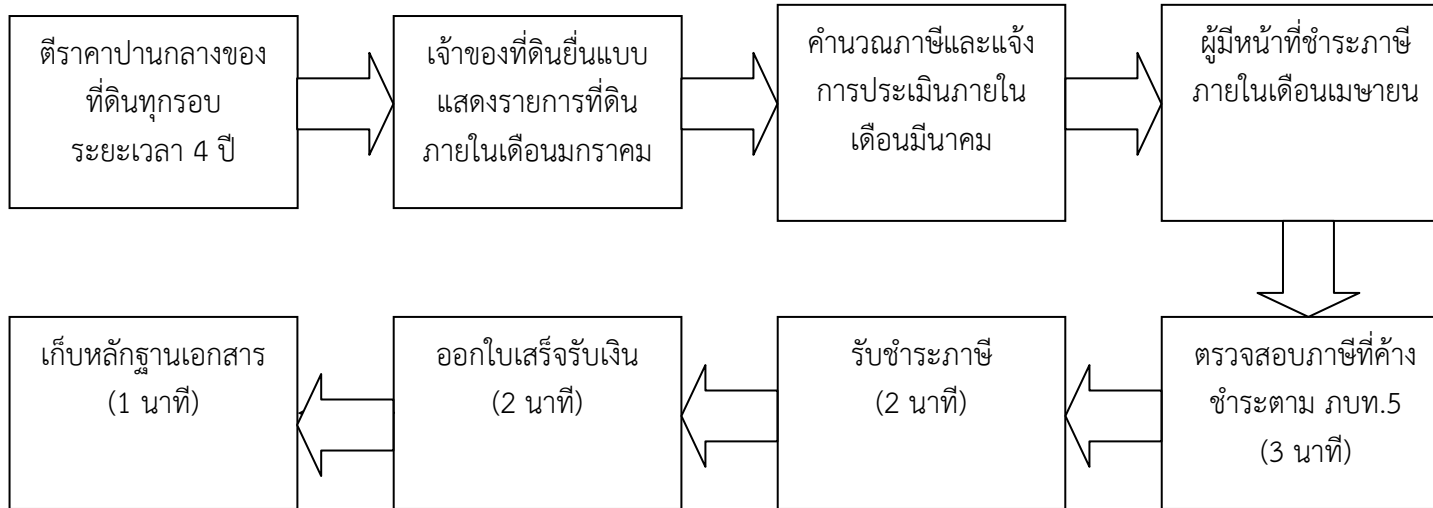 ตีราคาปานกลางของ
ที่ดินทุกรอบ
ระยะเวลา 4 ปี
เจ้าของที่ดินยื่นแบบ
แสดงรายการที่ดิน
ภายในเดือนมกราคม
คำนวณภาษีและแจ้ง
การประเมินภายใน
เดือนมีนาคม
ผู้มีหน้าที่ชำระภาษี
ภายในเดือนเมษายน
ตรวจสอบภาษีที่ค้าง
ชำระตาม ภบท.5
(3 นาที)
รับชำระภาษี
(2 นาที)
ออกใบเสร็จรับเงิน
(2 นาที)
เก็บหลักฐานเอกสาร
(1 นาที)